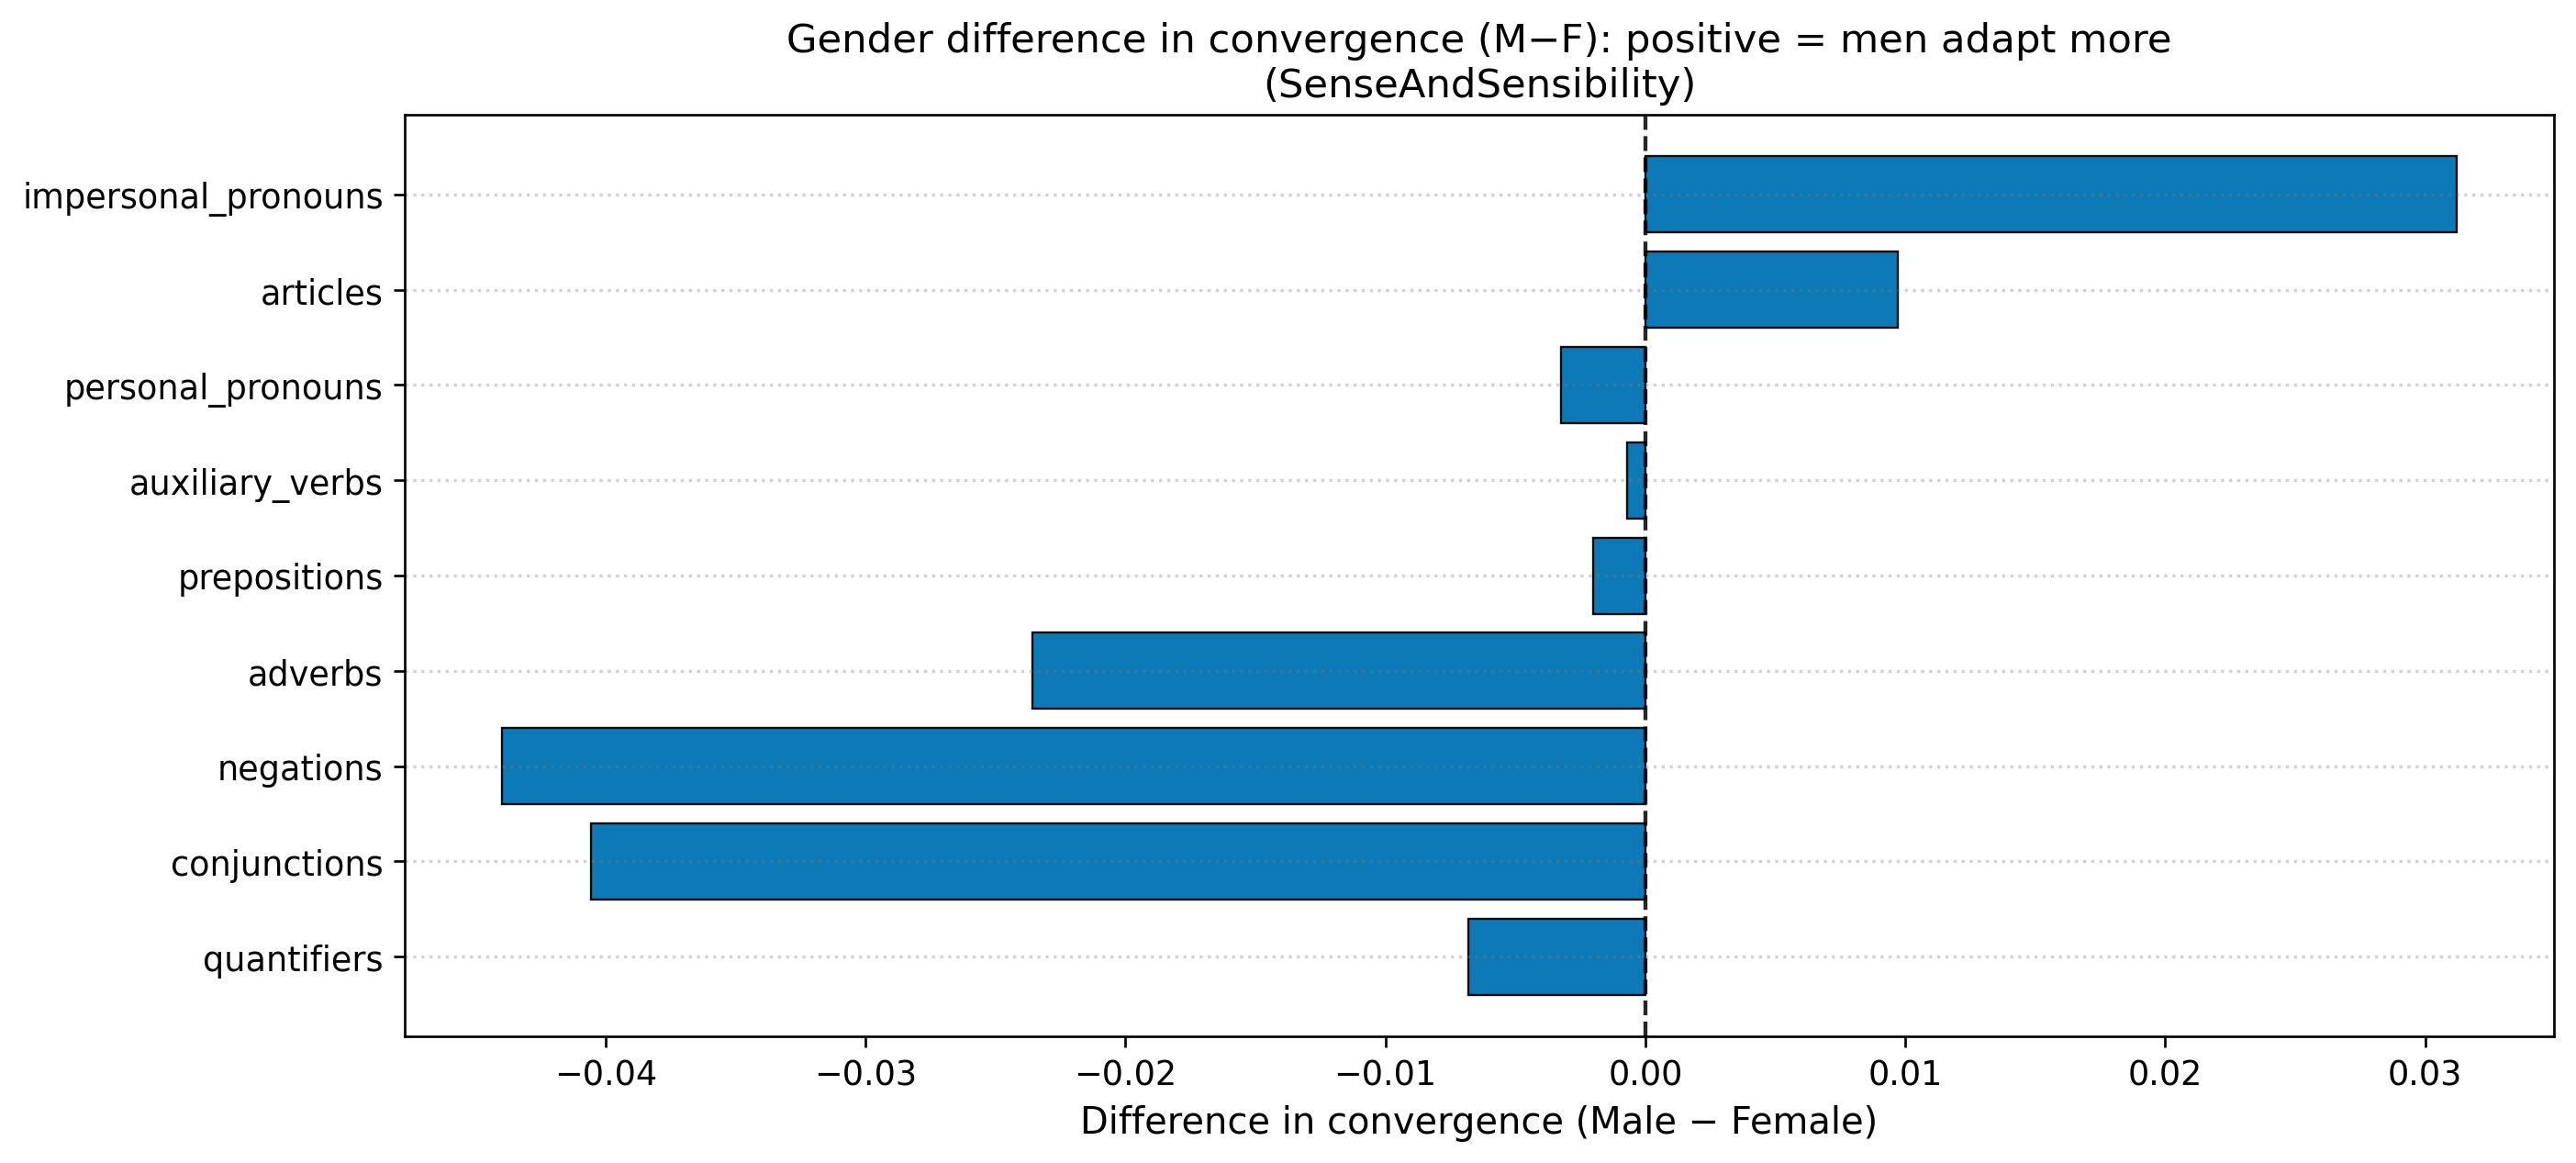 Gender difference in convergence (M−F): positive = men adapt more
(SenseAndSensibility)
impersonal_pronouns
articles
personal_pronouns
auxiliary_verbs
prepositions
adverbs
negations
conjunctions
quantifiers
−0.04 −0.03 −0.02 −0.01 0.00 0.01 0.02 0.03
Difference in convergence (Male − Female)